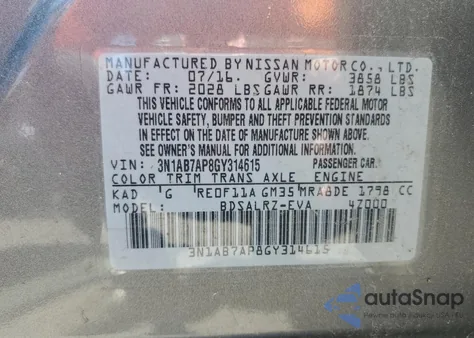 MANUFACTURED BY NISSAN MOTOR CO., LTD.
DATE: 07/16. GVWR: 3858 LBS
GAWR FR 2028 LBS GAWR RR: 1874 LBS
THIS VEHICLE CONFORMS TO ALL APPLICABLE FEDERAL MOTOR
VEHICLE SAFETY, BUMPER AND THEFT PREVENTION STANDARDS
IN EFFECT ON THE DATE OF MANUFACTURE SHOWN ABOVE.
SEE OWNER'S MANUAL FOR ADDITIONAL INFORMATION
VIN: 3N1AB7AP8GY314615 PASSENGER CAR
COLOR TRIM TRANS AXLE ENGINE
KAD G RE0F11A GM35 MRA8DE 1798 CC
MODEL: BDSALRZ-EVA 4Z000
3N1AB7AP8GY314615
autoSnap